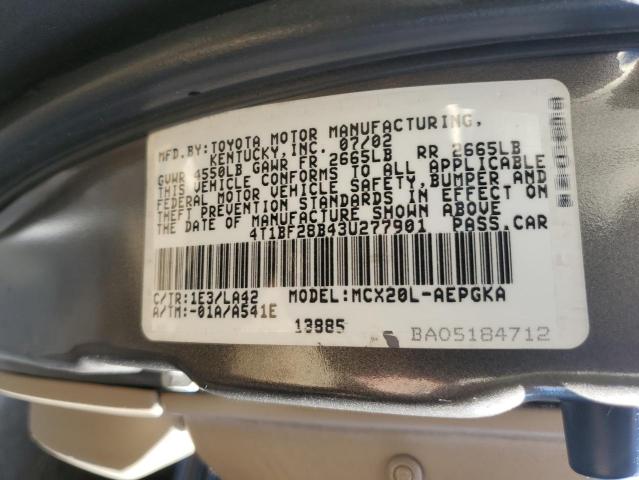 MFD.BY:TOYOTA MOTOR MANUFACTURING,
KENTUCKY,INC. 07/02
GVWR 4550LB GAWR FR 2665LB RR 2665LB
THIS VEHICLE CONFORMS TO ALL APPLICABLE
FEDERAL MOTOR VEHICLE SAFETY,BUMPER AND
THEFT PREVENTION STANDARDS IN EFFECT ON
THE DATE OF MANUFACTURE SHOWN ABOVE
4T1BF28B43U277901 PASS.CAR
C/TR:1E3/LA42 MODEL:MCX20L-AEPGKA
A/TM:-01A/A541E
13885
BA05184712